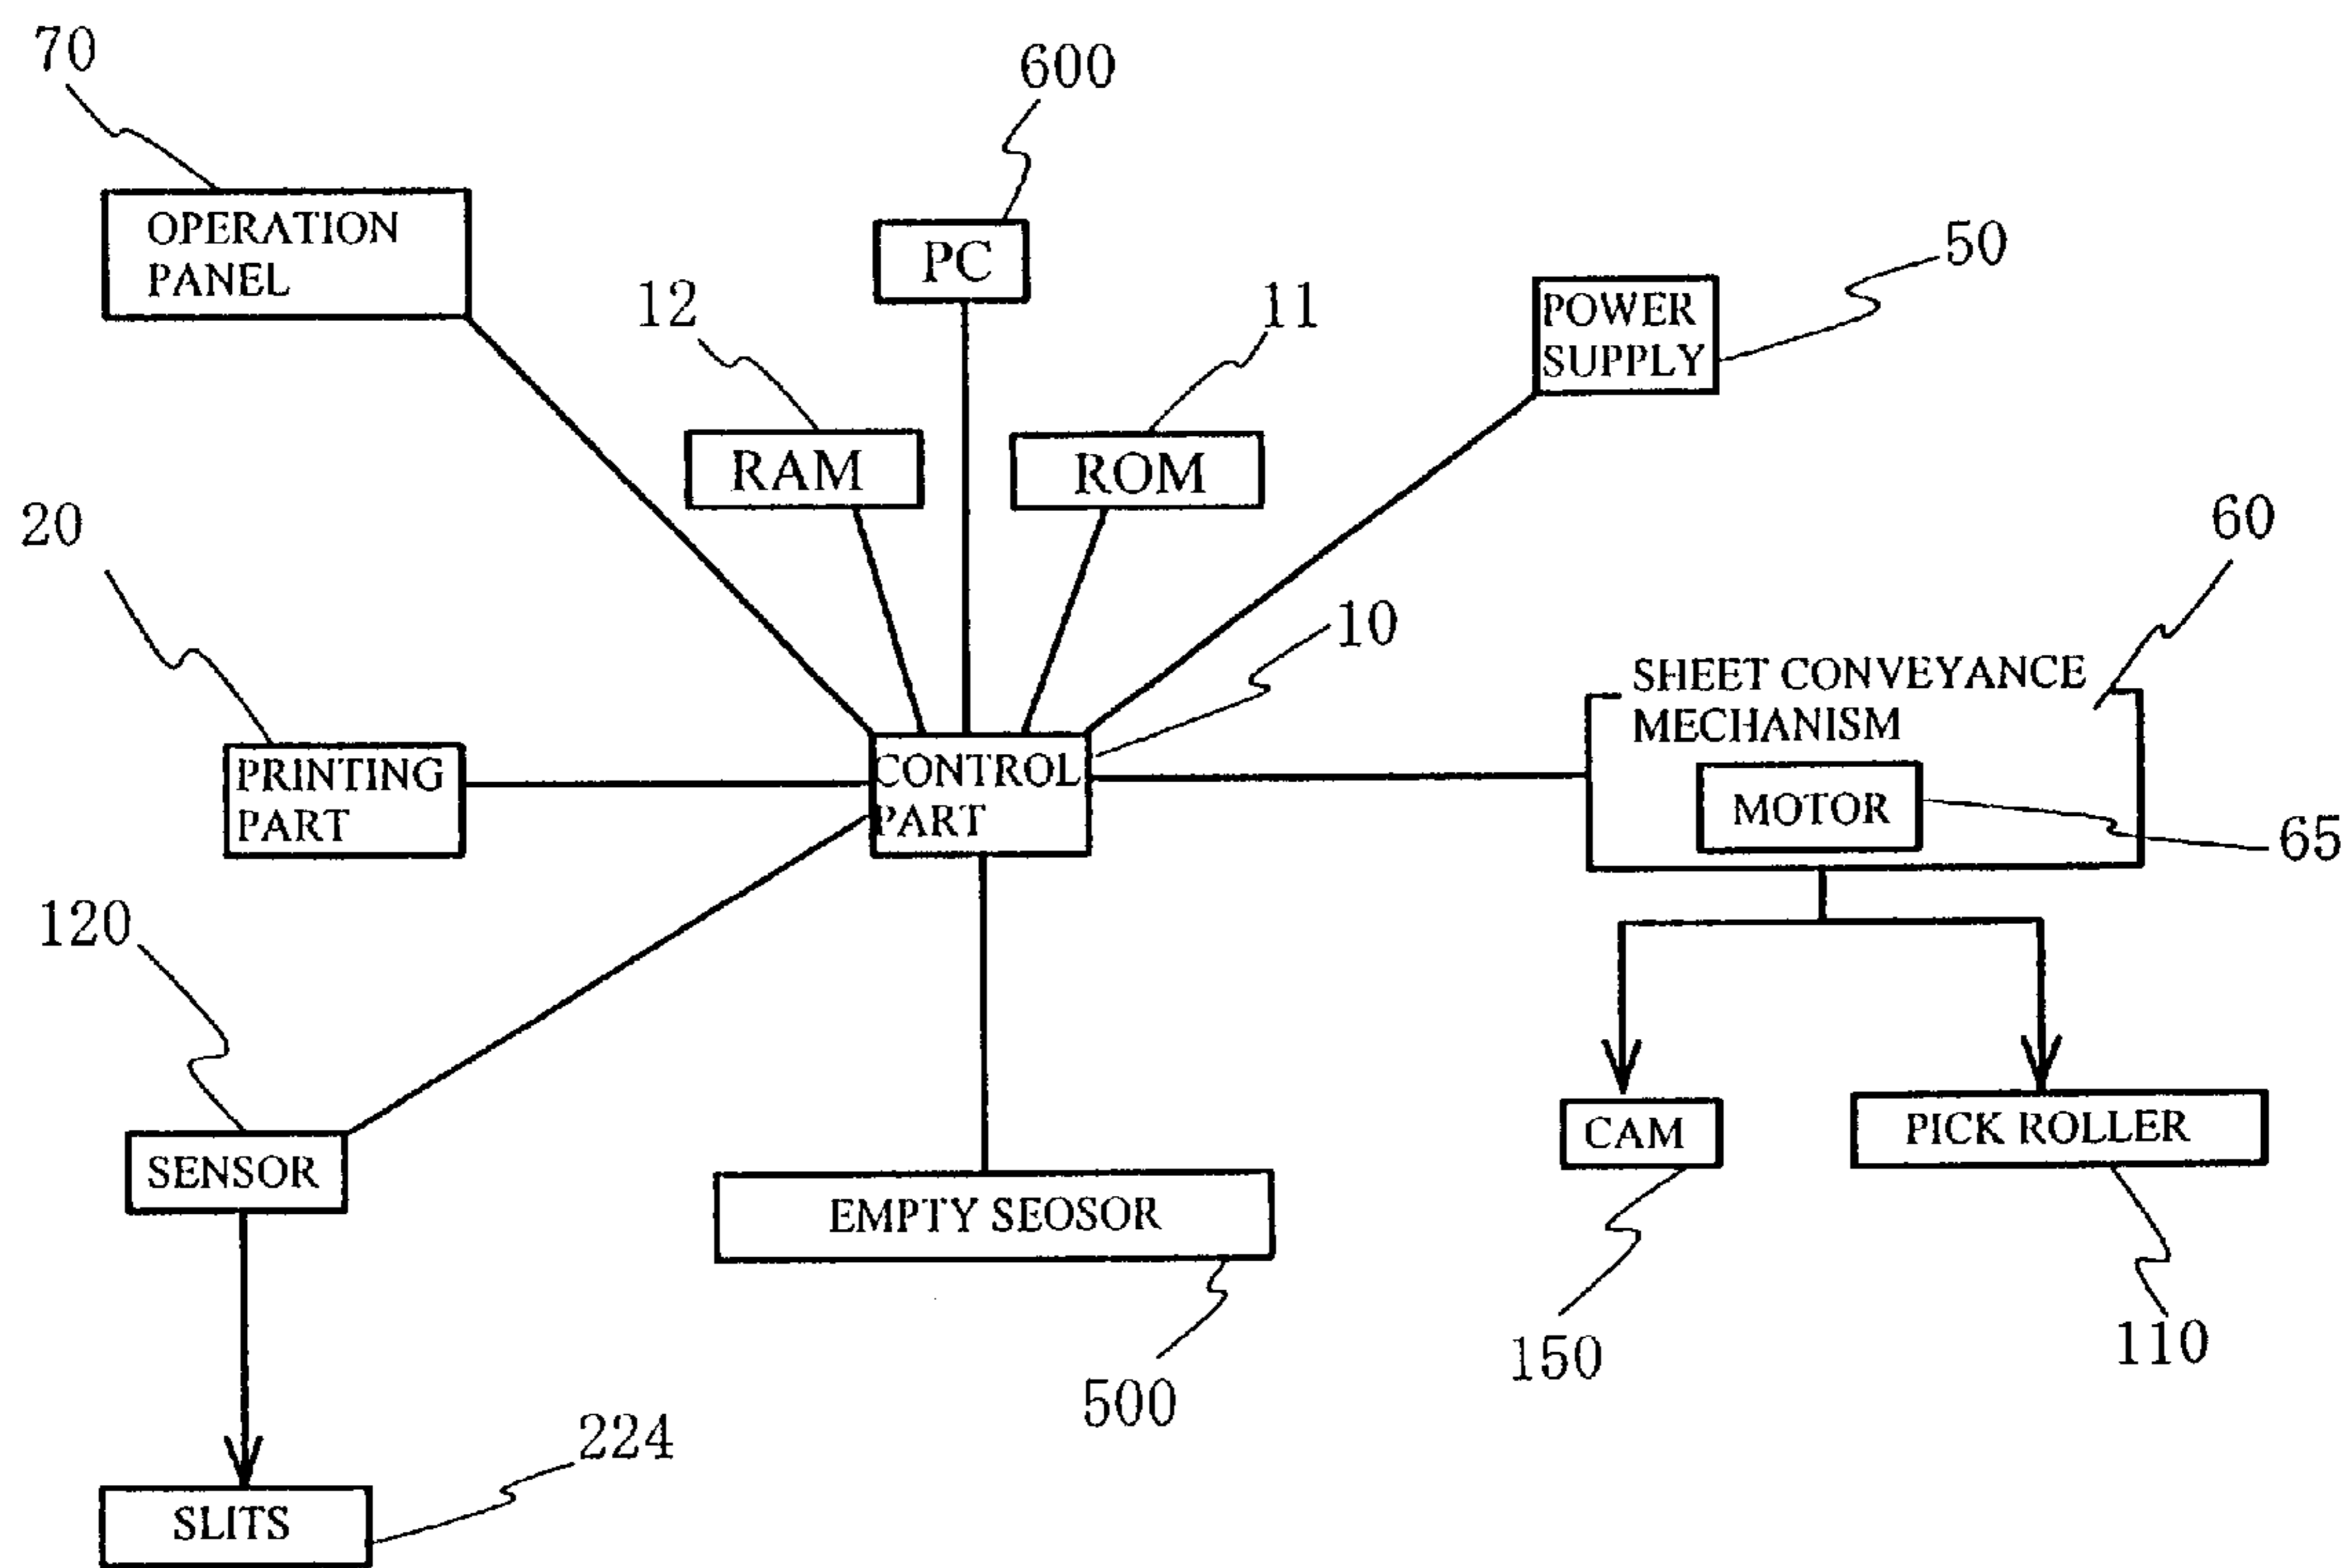 70
600
OPERATION
PANEL
PC
50
12
11
POWER
SUPPLY
RAM
ROM
20
60
10
SHEET CONVEYANCE
MECHANISM
PRINTING
PART
CONTROL
PART
MOTOR
65
120
SENSOR
CAM
PICK ROLLER
EMPTY SEOSOR
150
110
500
224
SLITS